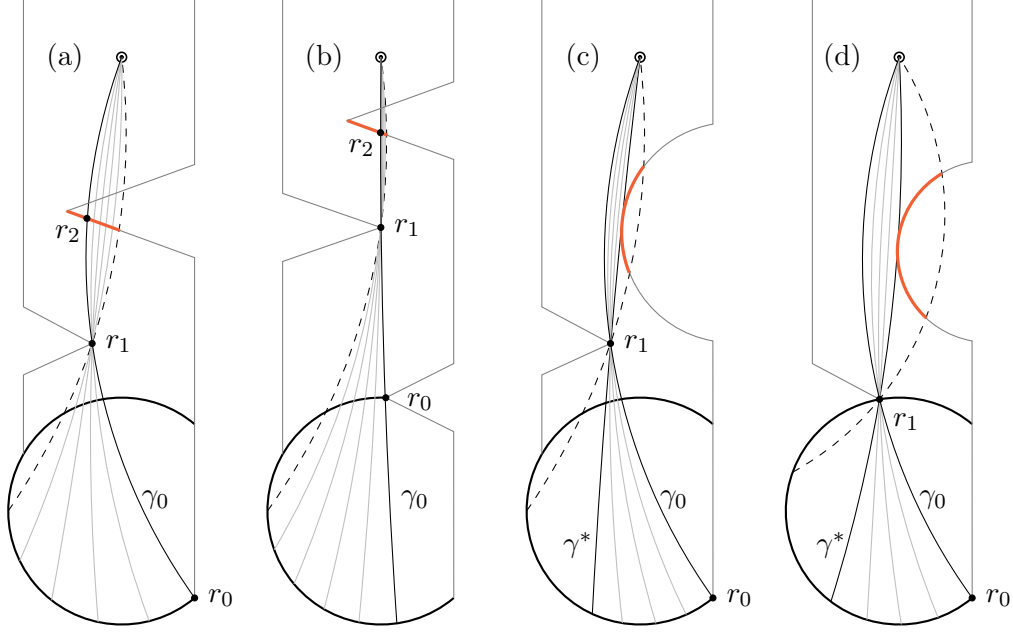 (a) (b) (c) (d)
r₂ r₂
r₁ r₁ r₁ r₁
r₀
γ₀ γ₀ γ₀ γ₀
γ* γ*
r₀ r₀ r₀